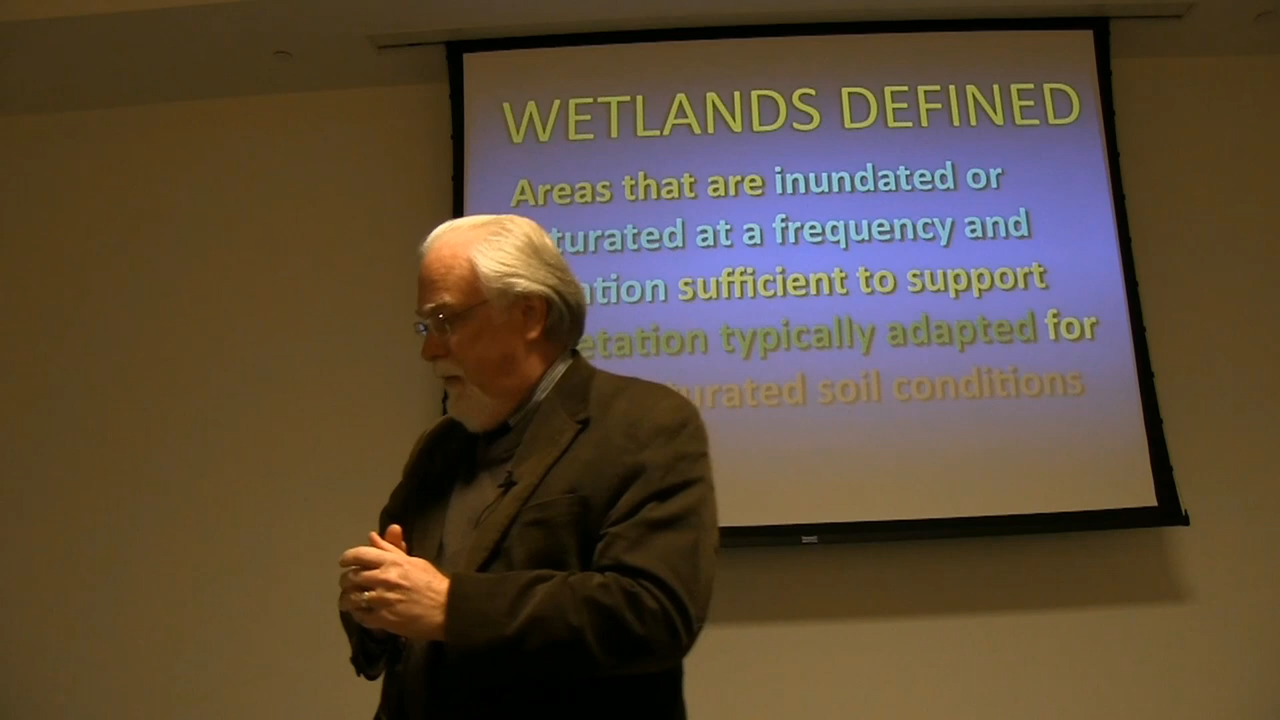 WETLANDS DEFINED
Areas that are inundated or
turated at a frequency and
ation sufficient to support
etation typically adapted for
urated soil conditions